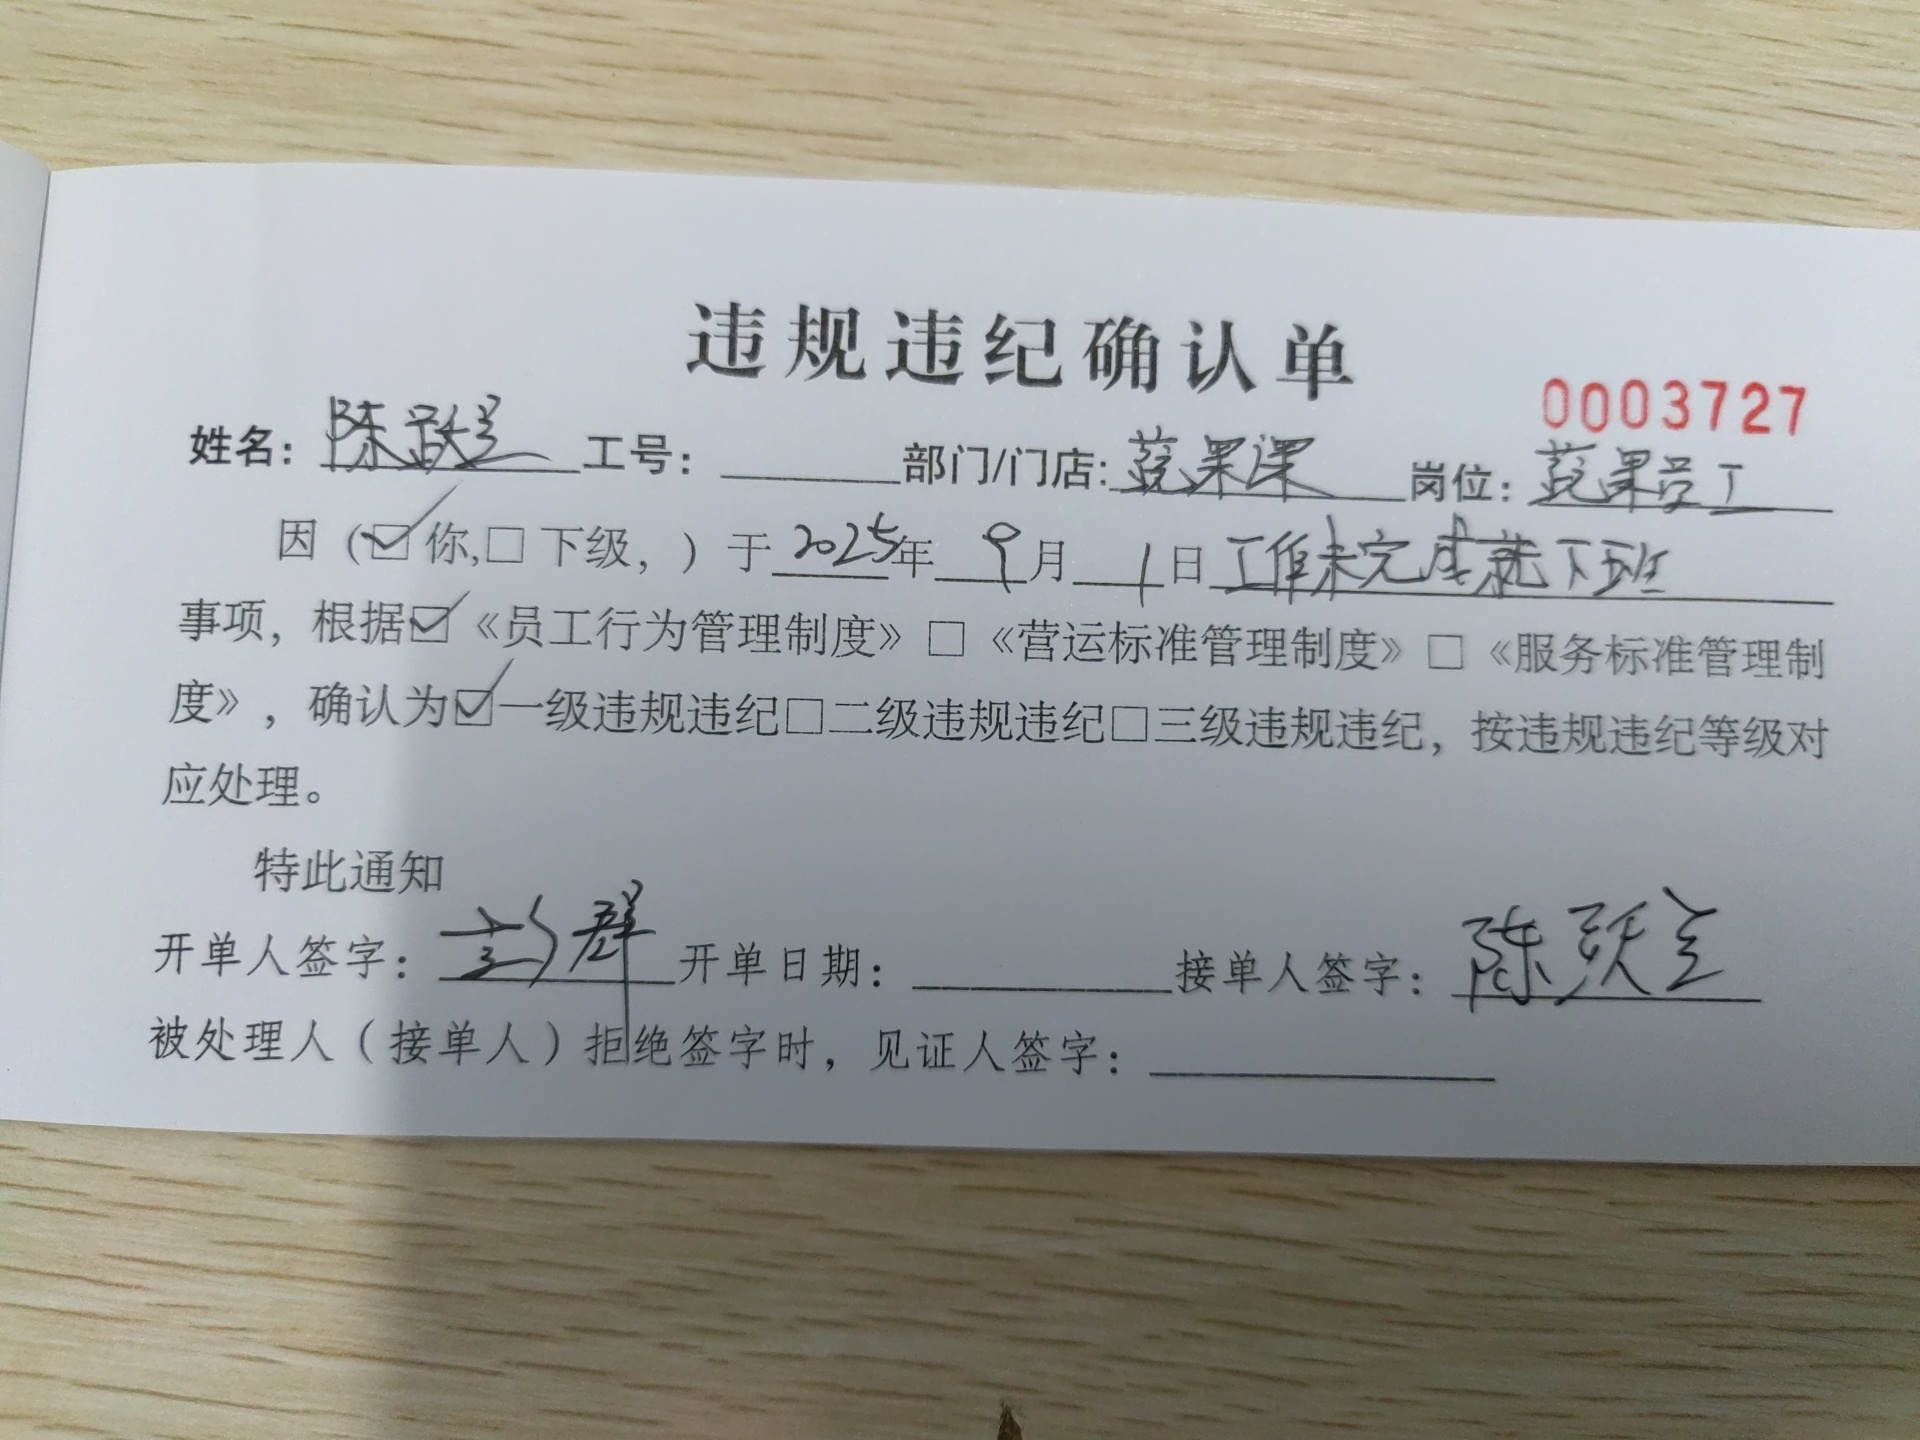 违规违纪确认单
0003727
姓名：陈跃 工号： 部门/门店：蔬果课 岗位：蔬果员工
因（☑你,☐下级，）于2025年9月1日工作未完成就下班
事项，根据☑《员工行为管理制度》☐《营运标准管理制度》☐《服务标准管理制
度》，确认为☑一级违规违纪☐二级违规违纪☐三级违规违纪，按违规违纪等级对
应处理。
特此通知
开单人签字：彭群 开单日期： 接单人签字：陈跃
被处理人（接单人）拒绝签字时，见证人签字：